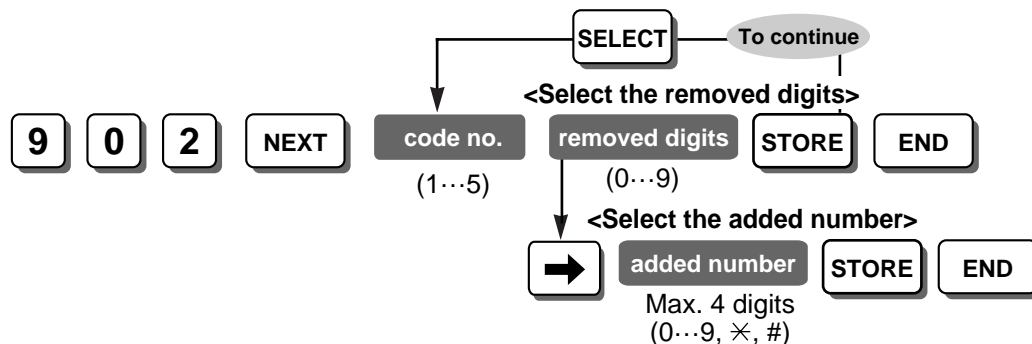 SELECT To continue
<Select the removed digits>
9 0 2 NEXT code no. removed digits STORE END
(1···5) (0···9)
<Select the added number>
➡ added number STORE END
Max. 4 digits
(0···9, ✳, #)